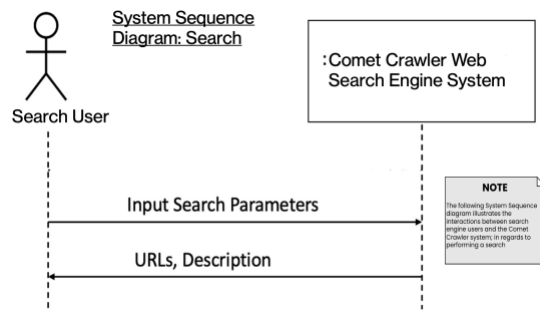 System Sequence
Diagram: Search
:Comet Crawler Web
Search Engine System
Search User
Input Search Parameters
URLs, Description
NOTE
The following System Sequence
diagram illustrates the
interactions between search
engine users and the Comet
Crawler system; in regards to
performing a search